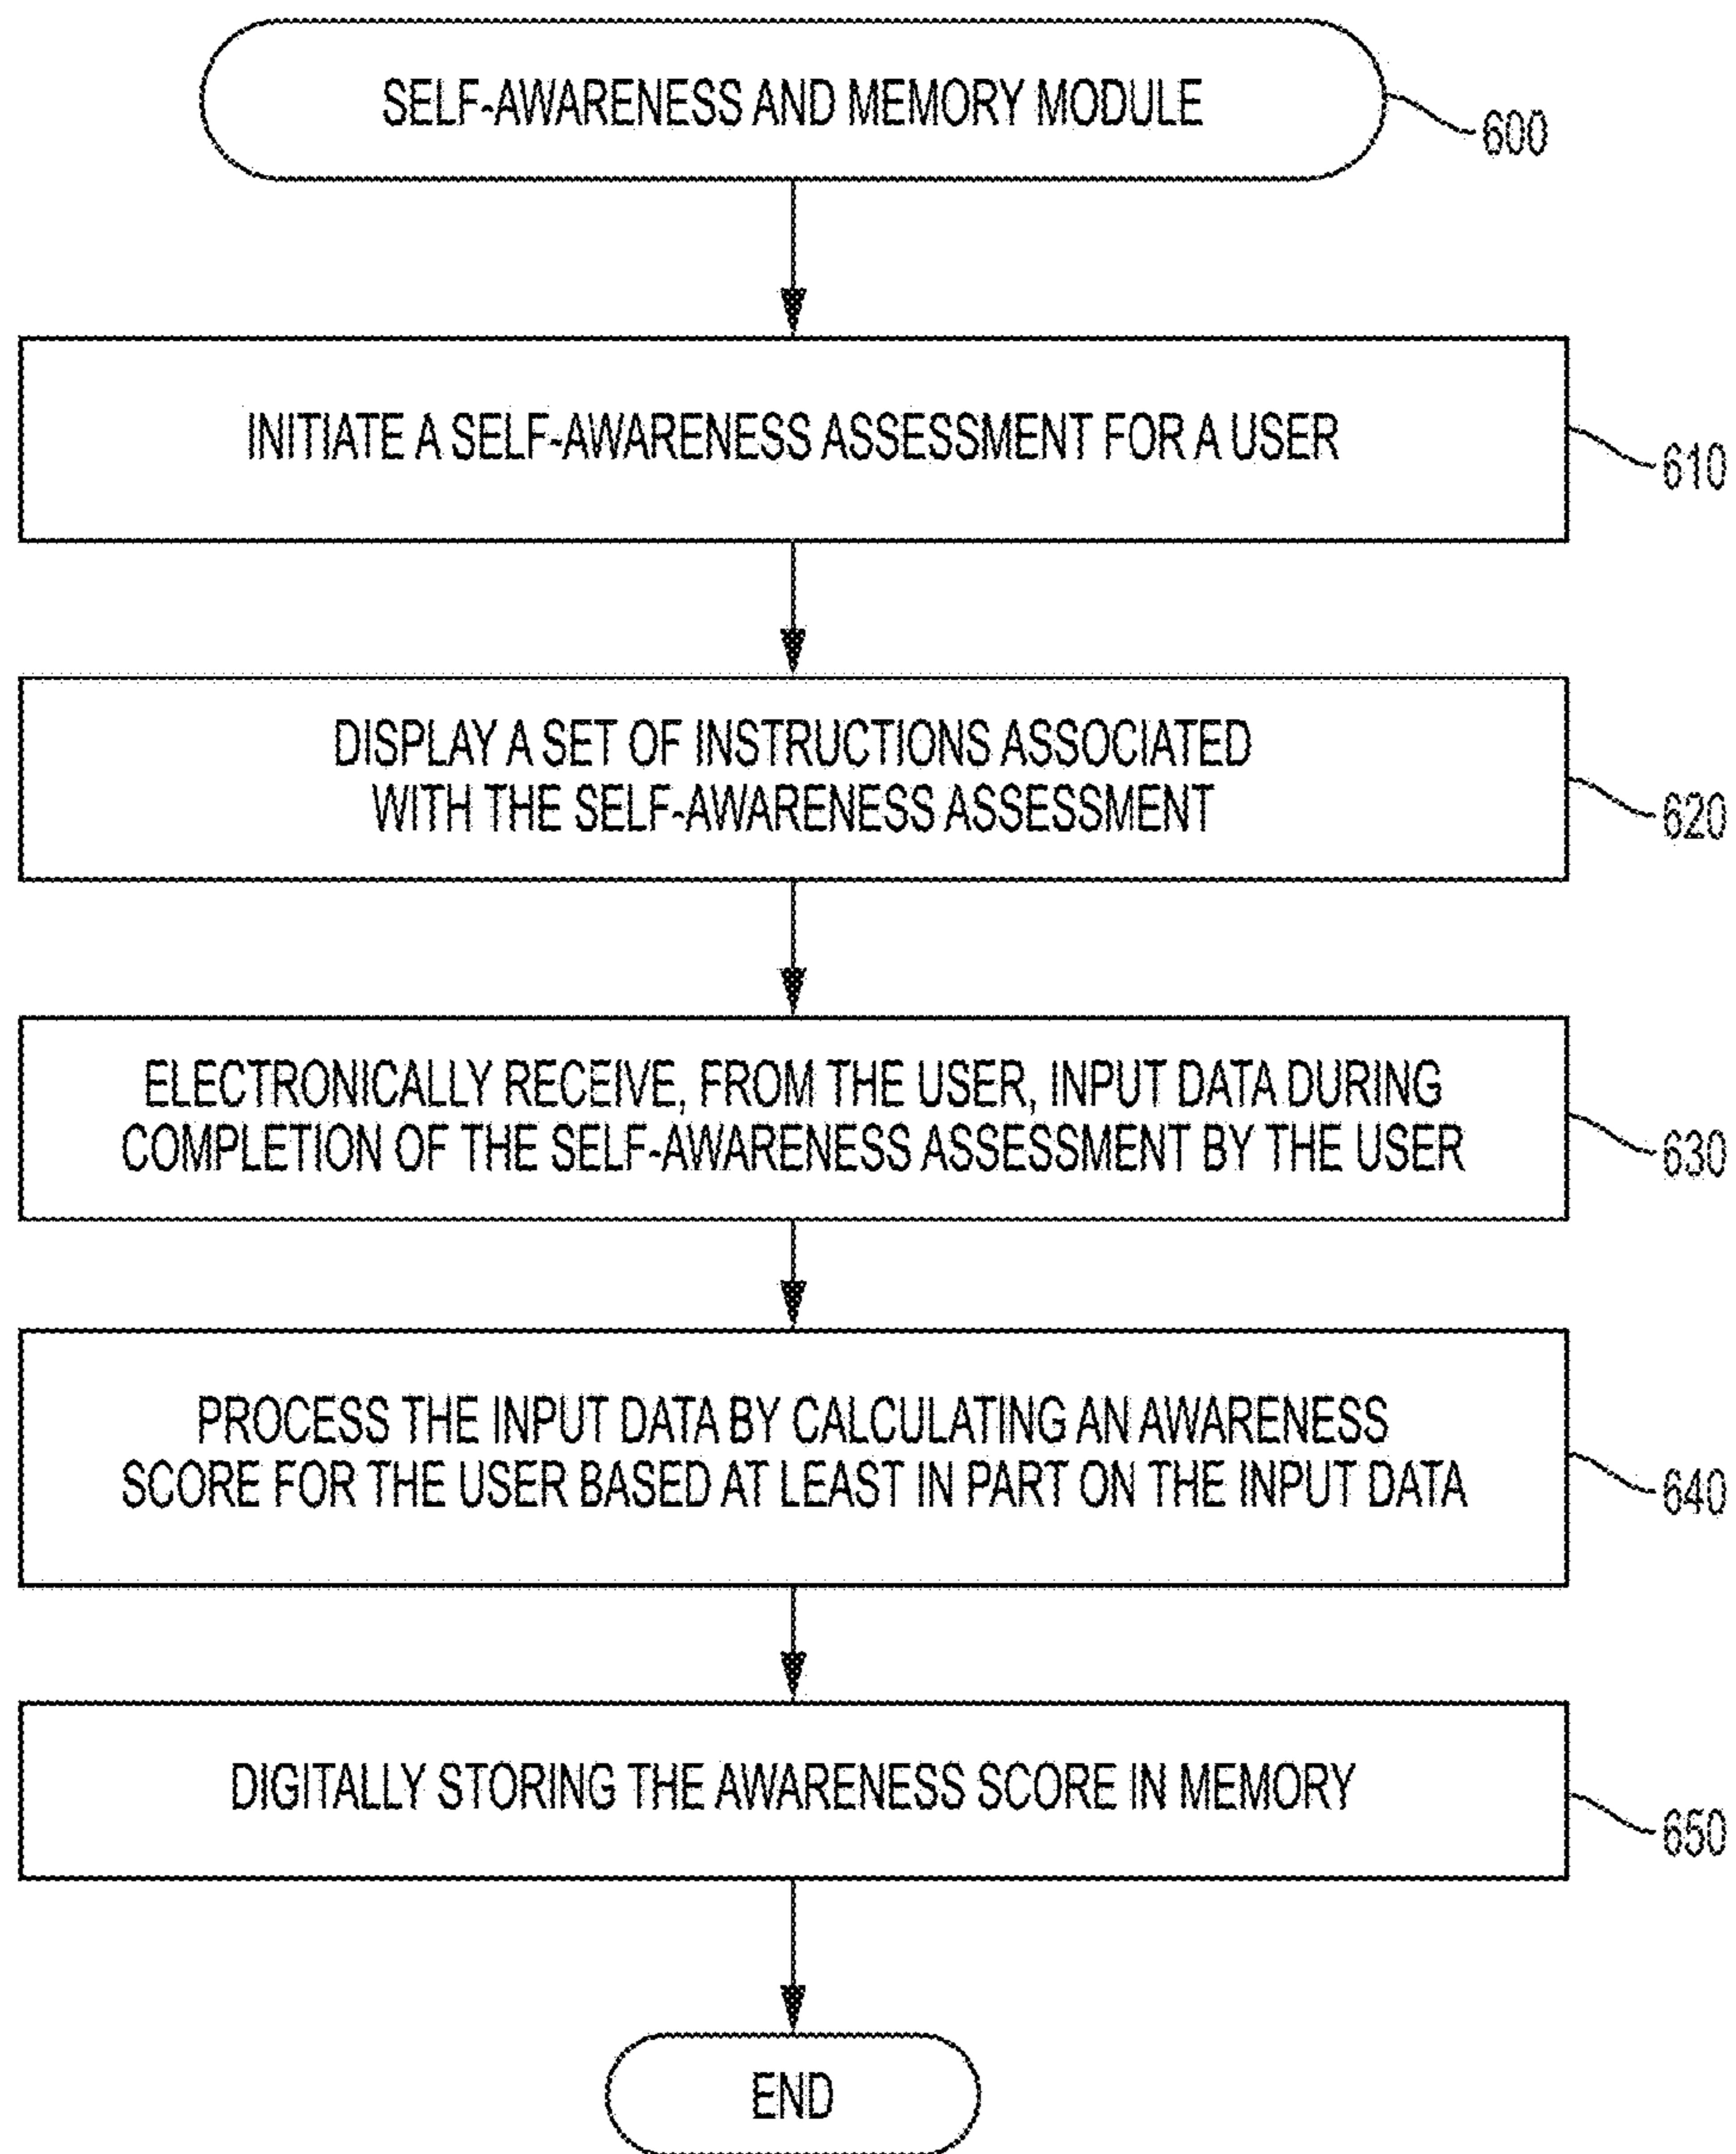 SELF-AWARENESS AND MEMORY MODULE
600
INITIATE A SELF-AWARENESS ASSESSMENT FOR A USER
610
DISPLAY A SET OF INSTRUCTIONS ASSOCIATED
WITH THE SELF-AWARENESS ASSESSMENT
620
ELECTRONICALLY RECEIVE, FROM THE USER, INPUT DATA DURING
COMPLETION OF THE SELF-AWARENESS ASSESSMENT BY THE USER
630
PROCESS THE INPUT DATA BY CALCULATING AN AWARENESS
SCORE FOR THE USER BASED AT LEAST IN PART ON THE INPUT DATA
640
DIGITALLY STORING THE AWARENESS SCORE IN MEMORY
650
END